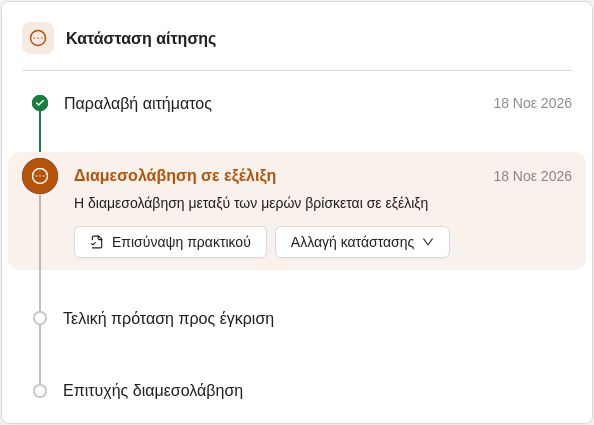 Κατάσταση αίτησης
Παραλαβή αιτήματος 18 Νοε 2026
Διαμεσολάβηση σε εξέλιξη 18 Νοε 2026
Η διαμεσολάβηση μεταξύ των μερών βρίσκεται σε εξέλιξη
Επισύναψη πρακτικού Αλλαγή κατάστασης
Τελική πρόταση προς έγκριση
Επιτυχής διαμεσολάβηση